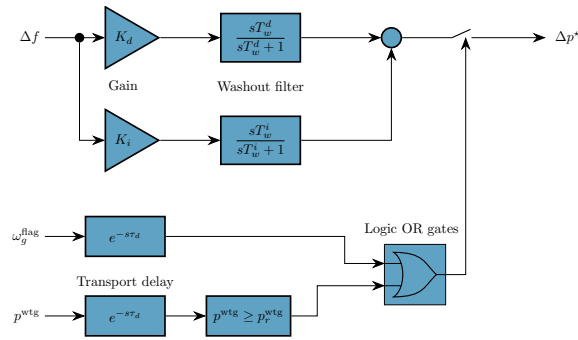 Δf
K_d
sT_w^d
sT_w^d + 1
Δp*
Gain
Washout filter
K_i
sT_w^i
sT_w^i + 1
Logic OR gates
ω_g^flag
e^{-sτ_d}
Transport delay
p^wtg
e^{-sτ_d}
p^wtg ≥ p_r^wtg